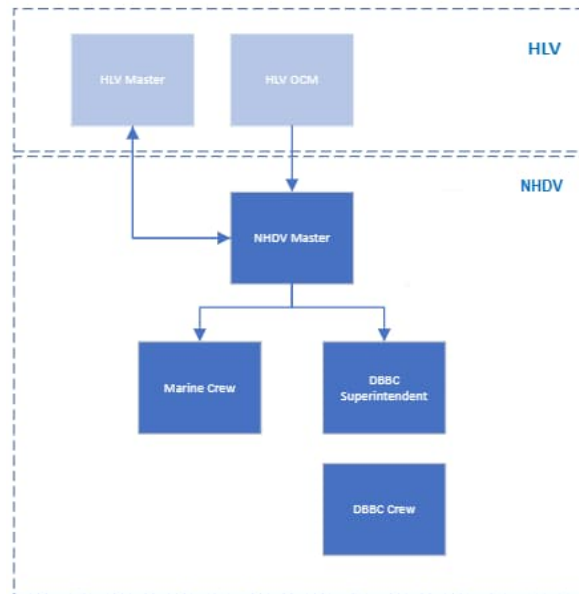 HLV
HLV Master
HLV OCM
NHDV
NHDV Master
Marine Crew
DBBC
Superintendent
DBBC Crew